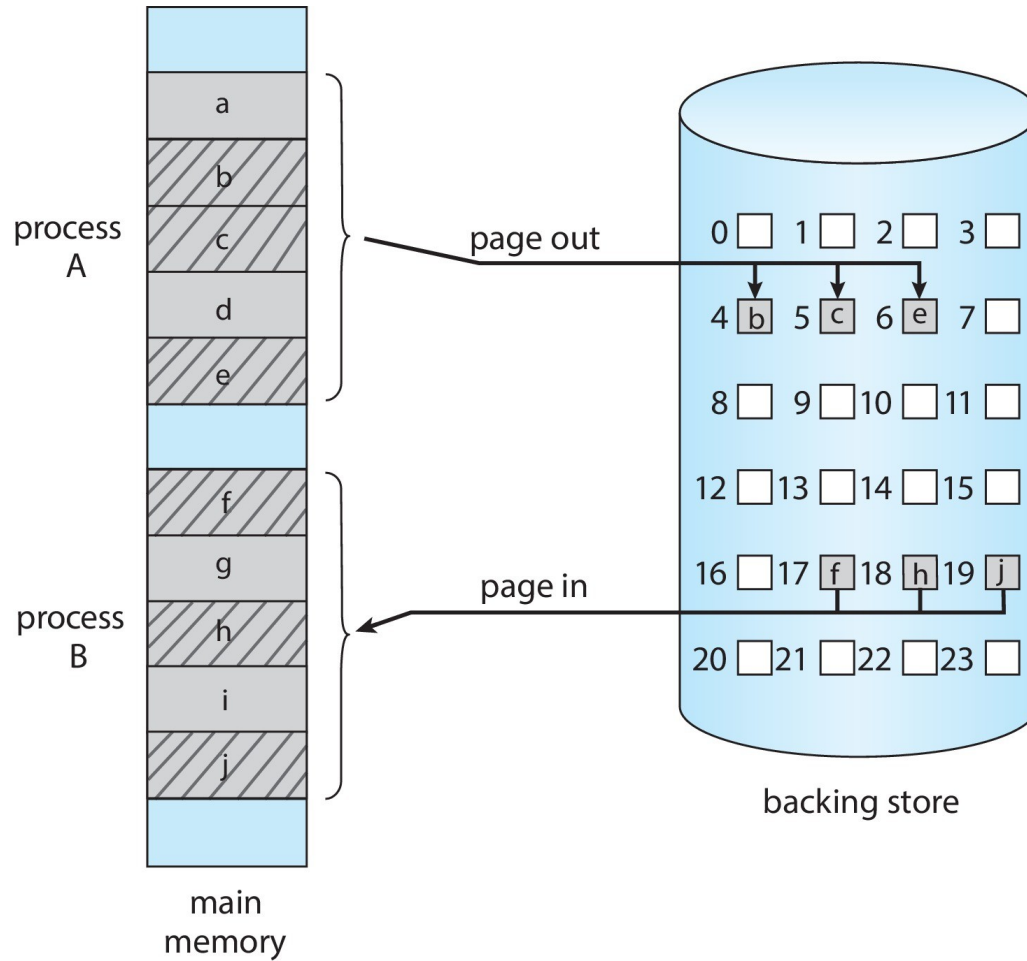 a
b
process
A
c
d
e
page out
0 1 2 3
4 b 5 c 6 e 7
8 9 10 11
12 13 14 15
f
g
process
B
h
i
j
page in
16 17 f 18 h 19 j
20 21 22 23
backing store
main
memory